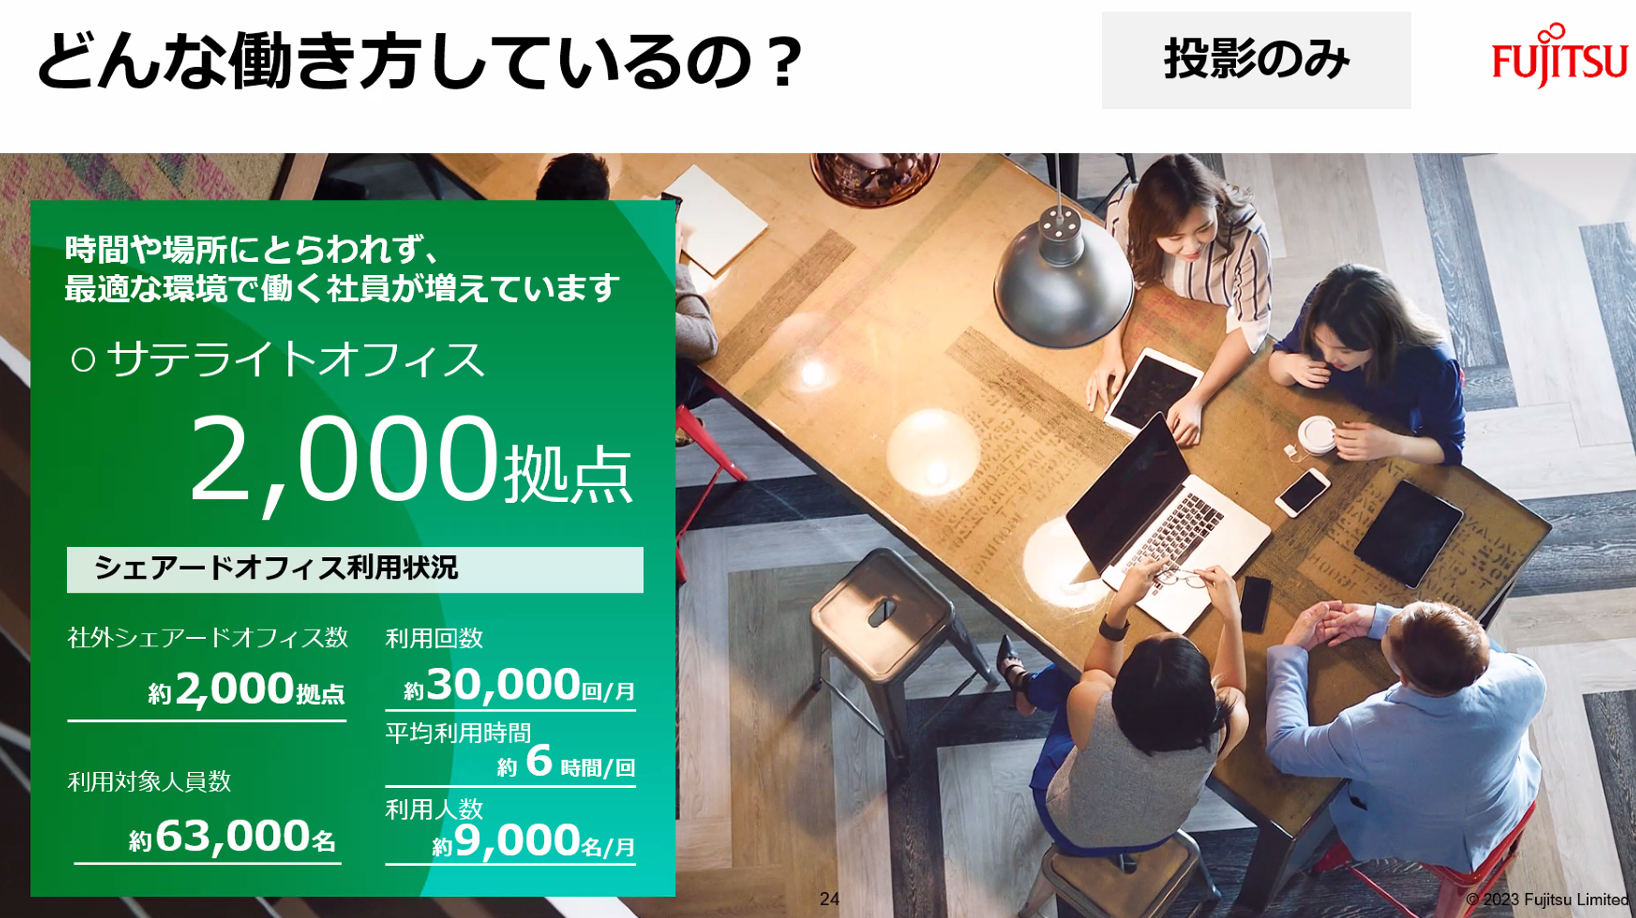 どんな働き方しているの？
投影のみ
FUJITSU
時間や場所にとらわれず、
最適な環境で働く社員が増えています
○ サテライトオフィス
2,000拠点
シェアードオフィス利用状況
社外シェアードオフィス数
約2,000拠点
利用対象人員数
約63,000名
利用回数
約30,000回/月
平均利用時間
約 6 時間/回
利用人数
約9,000名/月
24
© 2023 Fujitsu Limited